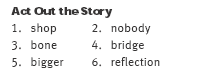 Act Out the Story
1. shop 2. nobody
3. bone 4. bridge
5. bigger 6. reflection